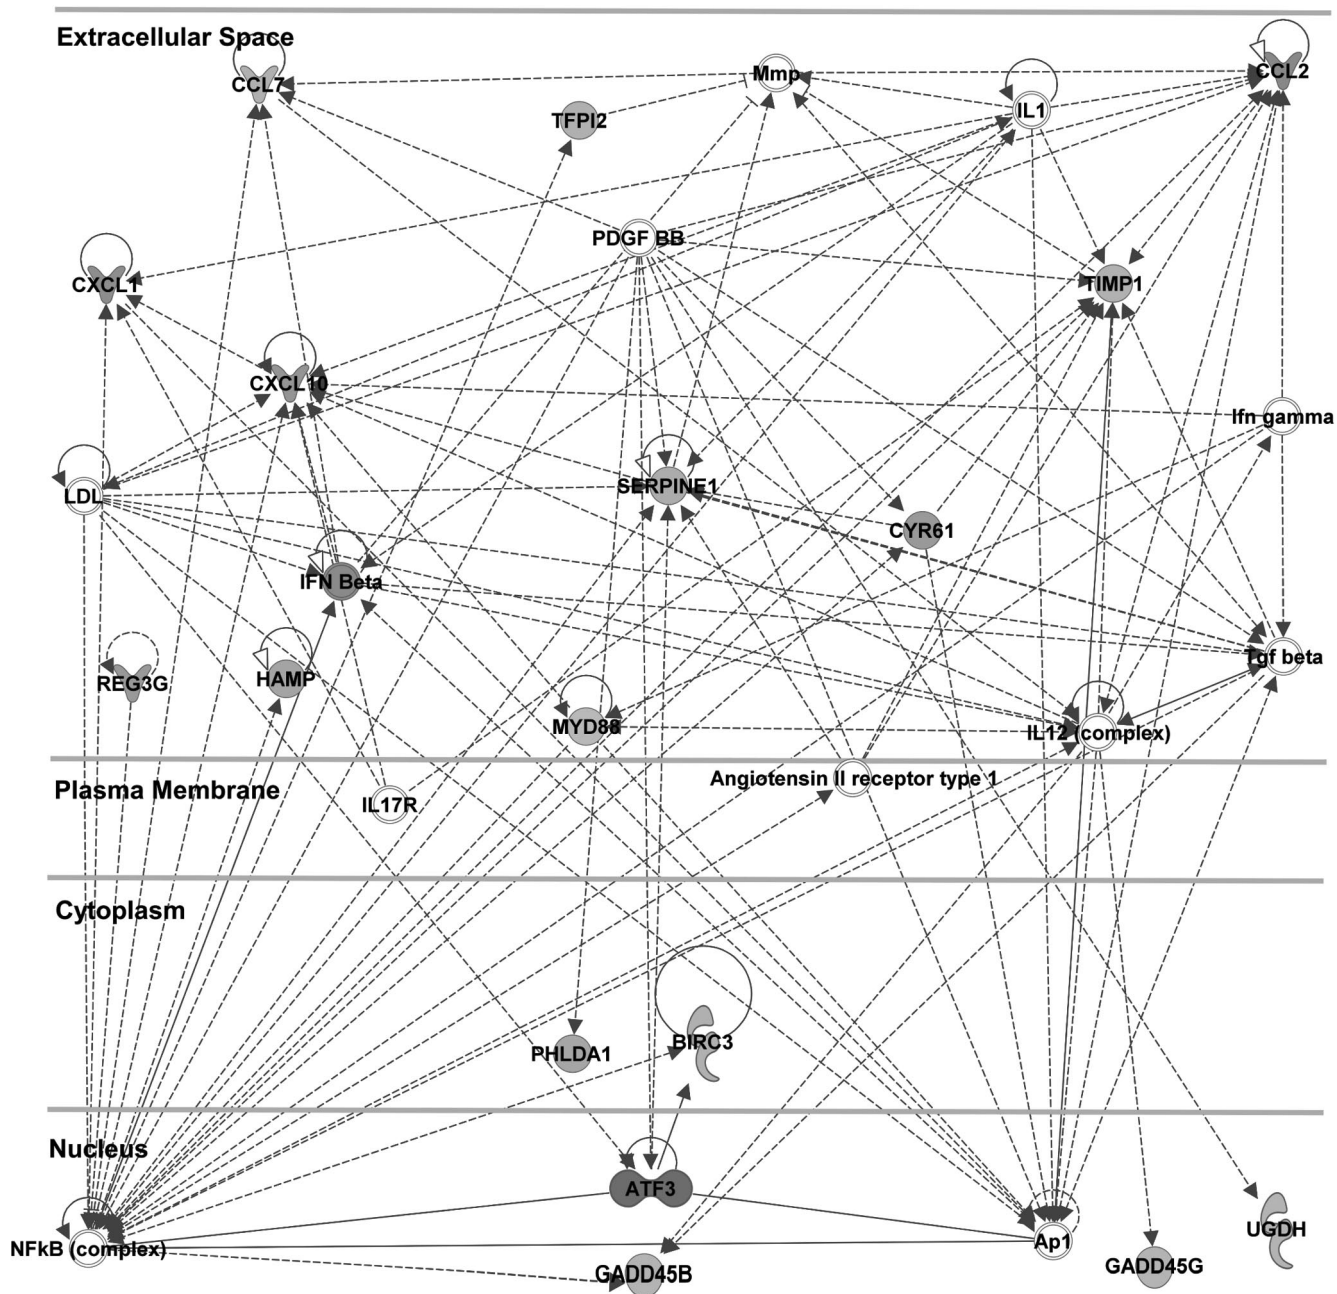 Extracellular Space
CCL7
Mmp
CCL2
TFPI2
IL1
PDGF BB
CXCL1
TIMP1
CXCL10
Ifn gamma
LDL
SERPINE1
CYR61
IFN Beta
Tgf beta
REG3G
HAMP
MYD88
IL12 (complex)
Plasma Membrane
Angiotensin II receptor type 1
IL17R
Cytoplasm
PHLDA1
BIRC3
Nucleus
ATF3
NFkB (complex)
Ap1
UGDH
GADD45B
GADD45G